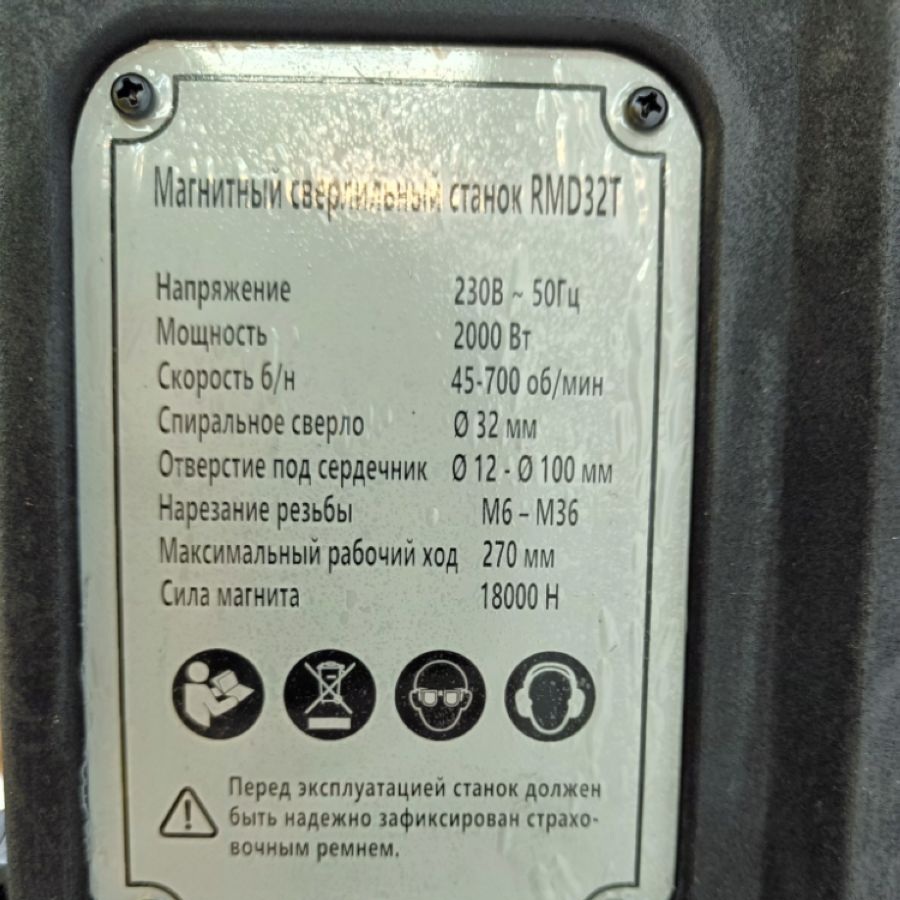 Магнитный сверлильный станок RMD32T
Напряжение 230В ~ 50Гц
Мощность 2000 Вт
Скорость б/н 45-700 об/мин
Спиральное сверло Ø 32 мм
Отверстие под сердечник Ø 12 - Ø 100 мм
Нарезание резьбы М6 – М36
Максимальный рабочий ход 270 мм
Сила магнита 18000 Н
Перед эксплуатацией станок должен
быть надежно зафиксирован страхо-
вочным ремнем.